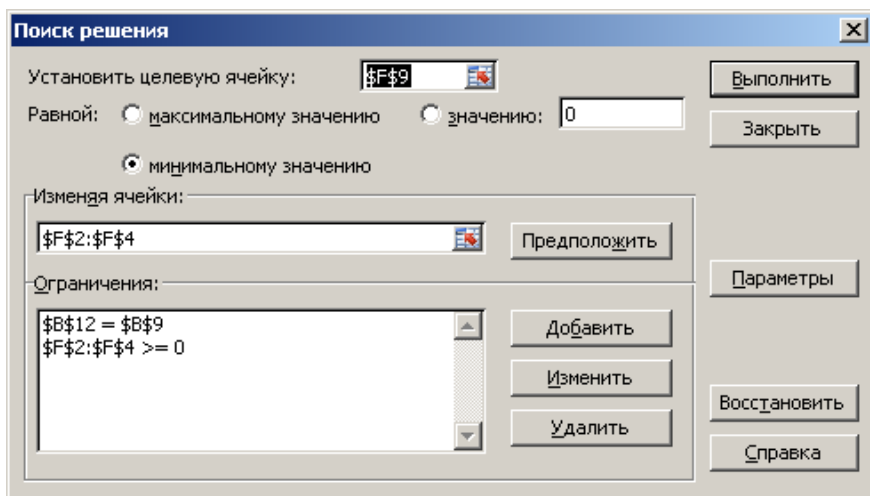 Поиск решения
Установить целевую ячейку: $F$9
Равной: максимальному значению значению: 0
минимальному значению
Изменяя ячейки:
$F$2:$F$4
Предположить
Ограничения:
$B$12 = $B$9
$F$2:$F$4 >= 0
Добавить
Изменить
Удалить
Выполнить
Закрыть
Параметры
Восстановить
Справка